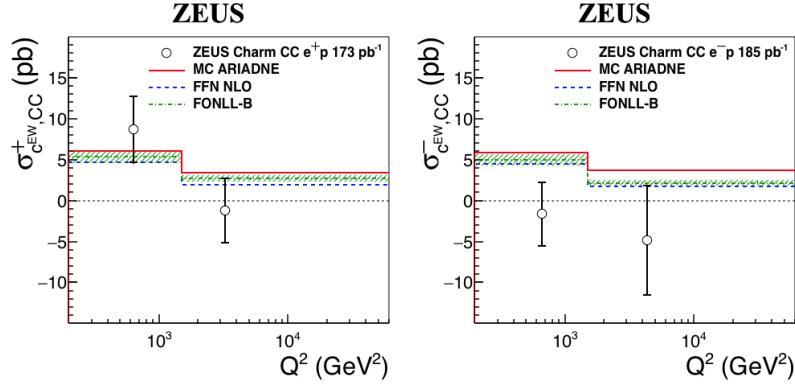 ZEUS
σ⁺_{c^{EW},CC} (pb)
15
10
5
0
−5
−10
ZEUS Charm CC e⁺p 173 pb⁻¹
MC ARIADNE
FFN NLO
FONLL-B
10³
10⁴
Q² (GeV²)
ZEUS
σ⁻_{c^{EW},CC} (pb)
15
10
5
0
−5
−10
ZEUS Charm CC e⁻p 185 pb⁻¹
MC ARIADNE
FFN NLO
FONLL-B
10³
10⁴
Q² (GeV²)